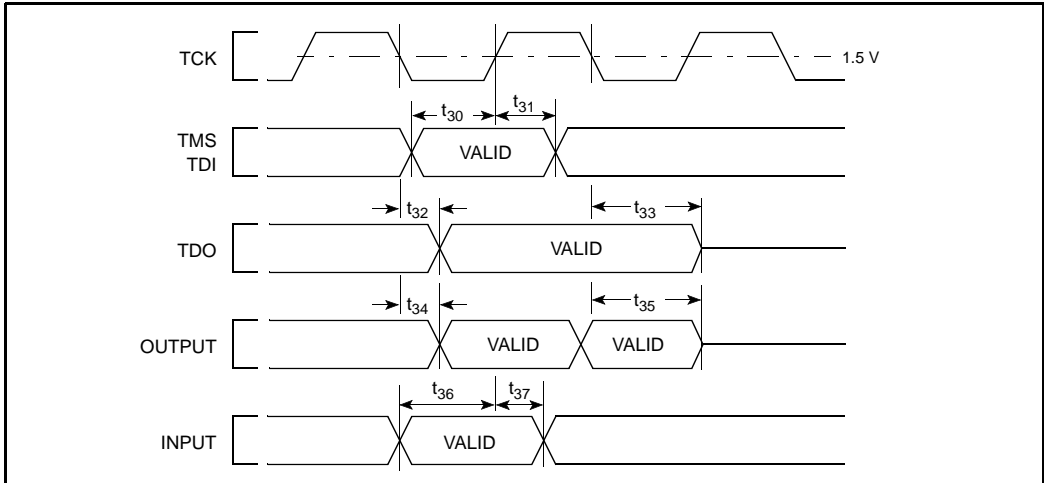 TCK
1.5 V
t30
t31
TMS
TDI
VALID
t32
t33
TDO
VALID
t34
t35
OUTPUT
VALID
VALID
t36
t37
INPUT
VALID